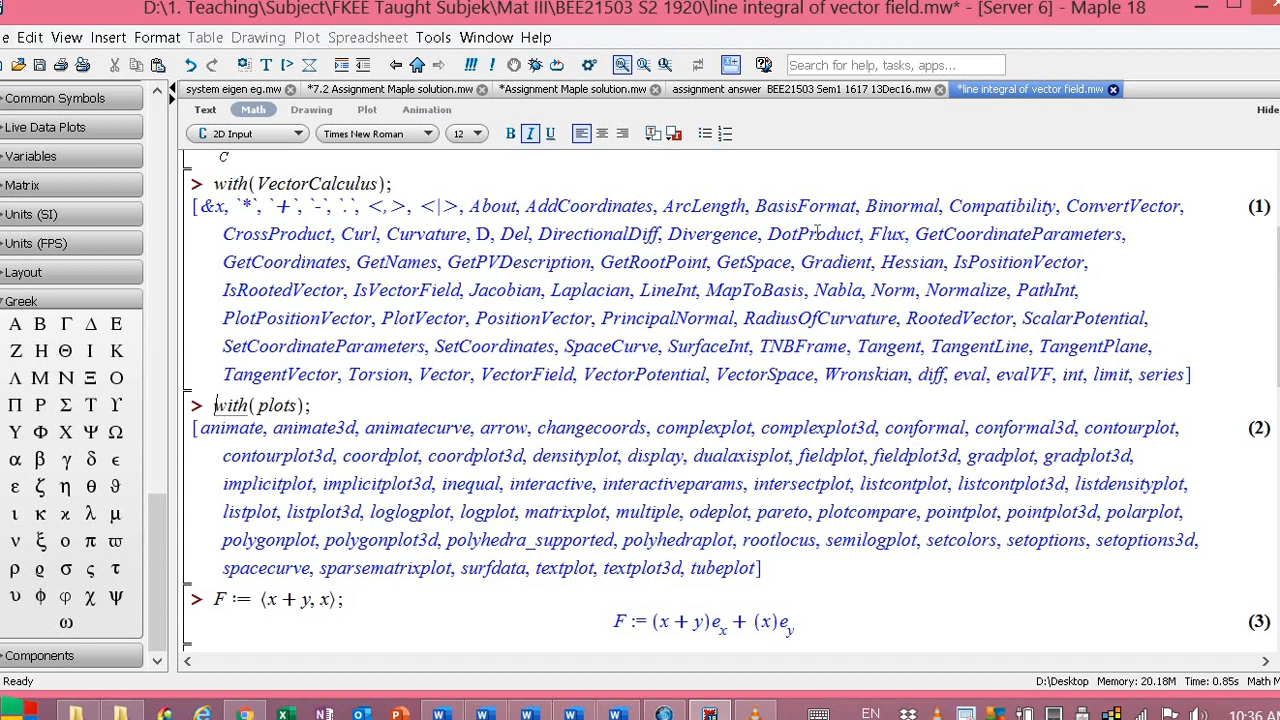 D:\1. Teaching\Subject\FKEE Taught Subjek\Mat III\BEE21503 S2 1920\line integral of vector field.mw* - [Server 6] - Maple 18
e Edit View Insert Format Table Drawing Plot Spreadsheet Tools Window Help
Search for help, tasks, apps...
system eigen eg.mw *7.2 Assignment Maple solution.mw *Assignment Maple solution.mw assignment answer BEE21503 Sem1 1617 13Dec16.mw *line integral of vector field.mw
Text Math Drawing Plot Animation Hide
C 2D Input Times New Roman 12 B I U
Common Symbols
Live Data Plots
Variables
Matrix
Units (SI)
Units (FPS)
Layout
Greek
Α Β Γ Δ Ε
Ζ Η Θ Ι Κ
Λ Μ Ν Ξ Ο
Π Ρ Σ Τ Υ
Υ Φ Χ Ψ Ω
α β γ δ ϵ
ε ζ η θ ϑ
ι κ ϰ λ μ
ν ξ ο π ϖ
ρ ϱ σ ς τ
υ ϕ φ χ ψ
ω
Components
C
> with(VectorCalculus);
[&x, `*`, `+`, `-`, `.`, <,>, <|>, About, AddCoordinates, ArcLength, BasisFormat, Binormal, Compatibility, ConvertVector, (1)
CrossProduct, Curl, Curvature, D, Del, DirectionalDiff, Divergence, DotProduct, Flux, GetCoordinateParameters,
GetCoordinates, GetNames, GetPVDescription, GetRootPoint, GetSpace, Gradient, Hessian, IsPositionVector,
IsRootedVector, IsVectorField, Jacobian, Laplacian, LineInt, MapToBasis, Nabla, Norm, Normalize, PathInt,
PlotPositionVector, PlotVector, PositionVector, PrincipalNormal, RadiusOfCurvature, RootedVector, ScalarPotential,
SetCoordinateParameters, SetCoordinates, SpaceCurve, SurfaceInt, TNBFrame, Tangent, TangentLine, TangentPlane,
TangentVector, Torsion, Vector, VectorField, VectorPotential, VectorSpace, Wronskian, diff, eval, evalVF, int, limit, series]
> with(plots);
[animate, animate3d, animatecurve, arrow, changecoords, complexplot, complexplot3d, conformal, conformal3d, contourplot, (2)
contourplot3d, coordplot, coordplot3d, densityplot, display, dualaxisplot, fieldplot, fieldplot3d, gradplot, gradplot3d,
implicitplot, implicitplot3d, inequal, interactive, interactiveparams, intersectplot, listcontplot, listcontplot3d, listdensityplot,
listplot, listplot3d, loglogplot, logplot, matrixplot, multiple, odeplot, pareto, plotcompare, pointplot, pointplot3d, polarplot,
polygonplot, polygonplot3d, polyhedra_supported, polyhedraplot, rootlocus, semilogplot, setcolors, setoptions, setoptions3d,
spacecurve, sparsematrixplot, surfdata, textplot, textplot3d, tubeplot]
> F := ⟨x + y, x⟩;
F := (x + y)e_x + (x)e_y (3)
Ready D:\Desktop Memory: 20.18M Time: 0.85s Math M
EN 10:36 A